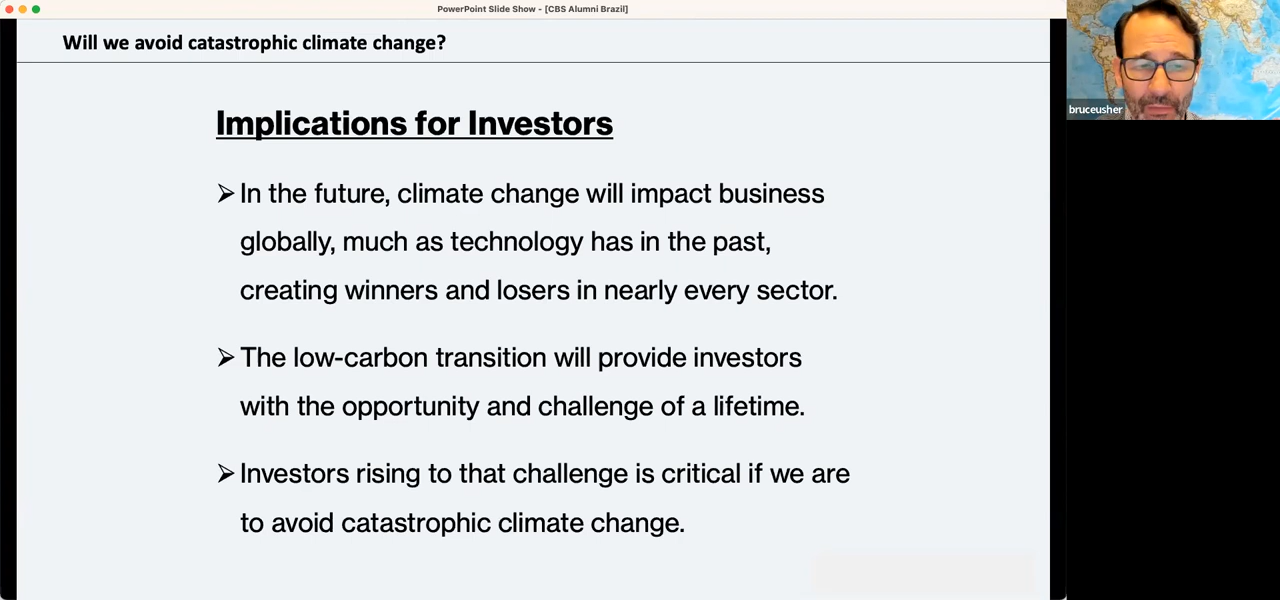 PowerPoint Slide Show - [CBS Alumni Brazil]
Will we avoid catastrophic climate change?
bruceusher
Implications for Investors
➢ In the future, climate change will impact business
globally, much as technology has in the past,
creating winners and losers in nearly every sector.
➢ The low-carbon transition will provide investors
with the opportunity and challenge of a lifetime.
➢ Investors rising to that challenge is critical if we are
to avoid catastrophic climate change.